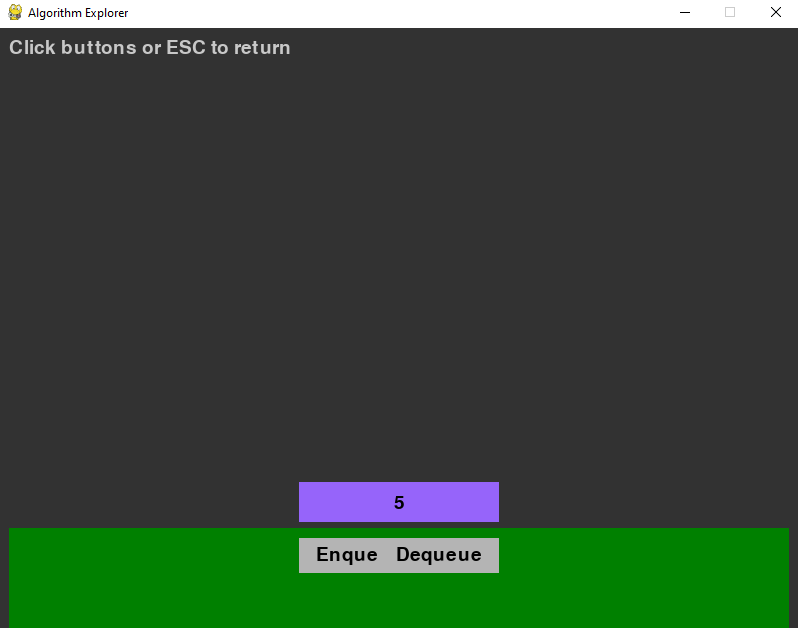 Algorithm Explorer
Click buttons or ESC to return
5
Enque Dequeue